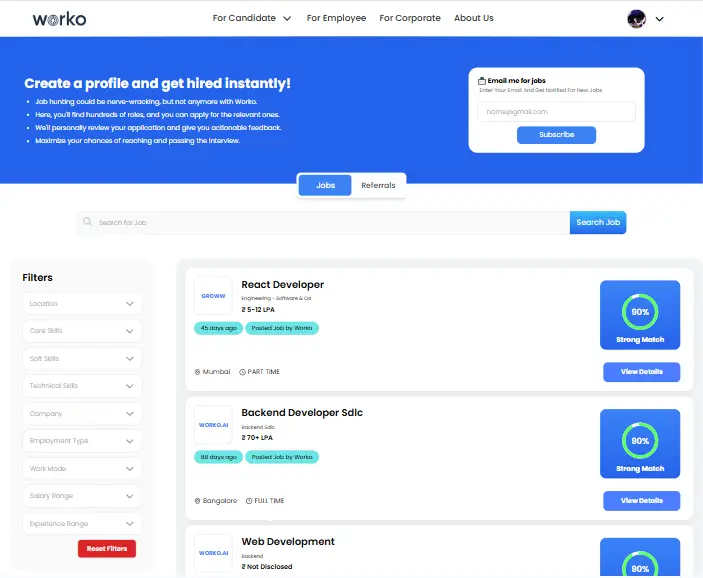 worko
For Candidate For Employee For Corporate About Us
Create a profile and get hired instantly!
Job hunting could be nerve-wracking, but not anymore with Worko.
Here, you'll find hundreds of roles, and you can apply for the relevant ones.
We'll personally review your application and give you actionable feedback.
Maximize your chances of reaching and passing the interview.
Email me for jobs
Enter Your Email And Get Notified For New Jobs
name@gmail.com
Subscribe
Jobs Referrals
Search for Job Search Job
Filters
Location
Core Skills
Soft Skills
Technical Skills
Company
Employment Type
Work Mode
Salary Range
Experience Range
Reset Filters
GROWW
React Developer
Engineering - Software & Qa
₹ 5-12 LPA
45 days ago Posted Job by Worko
Mumbai PART TIME
90%
Strong Match
View Details
WORKO.AI
Backend Developer Sdlc
Backend Sdlc
₹ 70+ LPA
88 days ago Posted Job by Worko
Bangalore FULL TIME
90%
Strong Match
View Details
WORKO.AI
Web Development
Backend
₹ Not Disclosed
90%